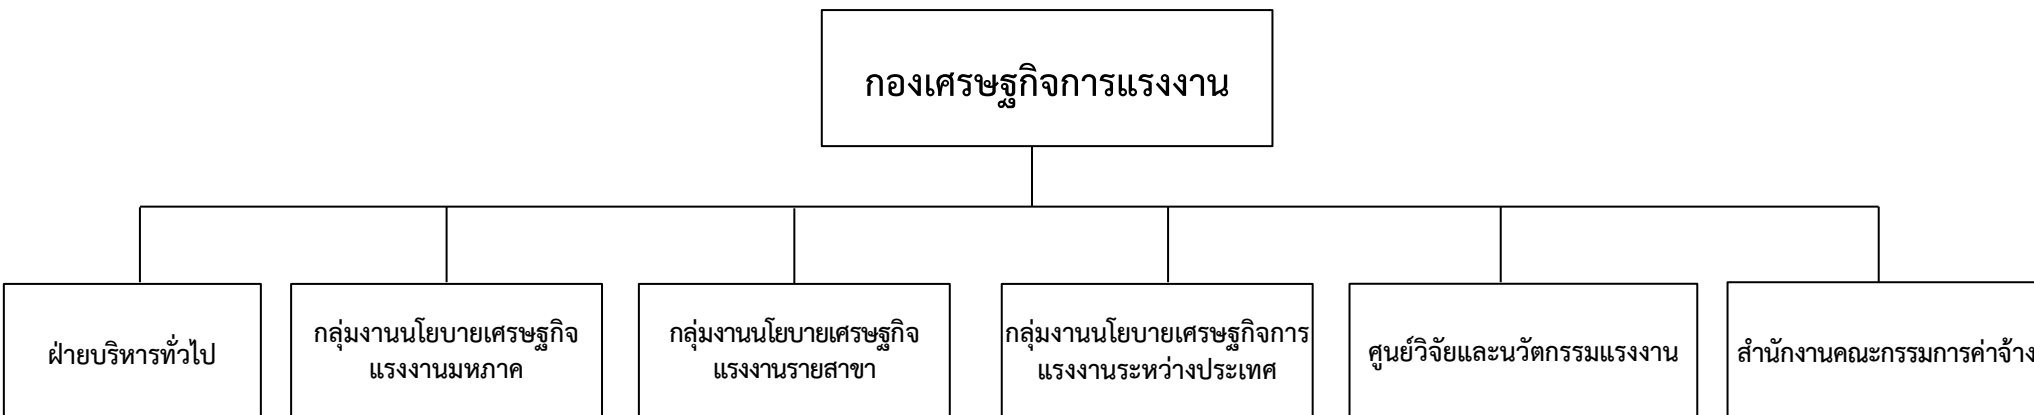 กองเศรษฐกิจการแรงงาน
ฝ่ายบริหารทั่วไป
กลุ่มงานนโยบายเศรษฐกิจ
แรงงานมหภาค
กลุ่มงานนโยบายเศรษฐกิจ
แรงงานรายสาขา
กลุ่มงานนโยบายเศรษฐกิจการ
แรงงานระหว่างประเทศ
ศูนย์วิจัยและนวัตกรรมแรงงาน
สำนักงานคณะกรรมการค่าจ้าง